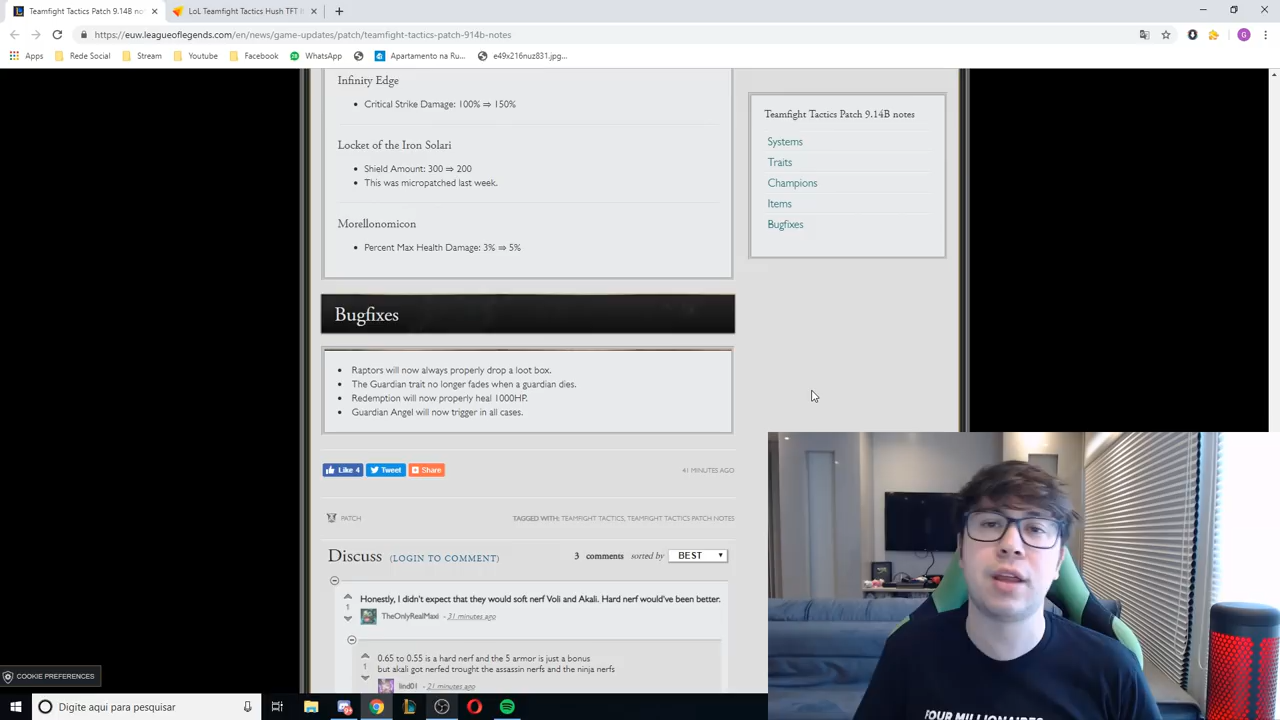 Teamfight Tactics Patch 9.14B no
LoL Teamfight Tactics Hush TFT I
https://euw.leagueoflegends.com/en/news/game-updates/patch/teamfight-tactics-patch-914b-notes
G
Apps
Rede Social
Stream
Youtube
Facebook
WhatsApp
Apartamento na Ru...
e49x216nuz831.jpg...
Infinity Edge
• Critical Strike Damage: 100% ⇒ 150%
Locket of the Iron Solari
• Shield Amount: 300 ⇒ 200
• This was micropatched last week.
Morellonomicon
• Percent Max Health Damage: 3% ⇒ 5%
Teamfight Tactics Patch 9.14B notes
Systems
Traits
Champions
Items
Bugfixes
Bugfixes
• Raptors will now always properly drop a loot box.
• The Guardian trait no longer fades when a guardian dies.
• Redemption will now properly heal 1000HP.
• Guardian Angel will now trigger in all cases.
Like 4
Tweet
Share
41 MINUTES AGO
PATCH
TAGGED WITH: TEAMFIGHT TACTICS, TEAMFIGHT TACTICS PATCH NOTES
Discuss (LOGIN TO COMMENT)
3 comments sorted by BEST
Honestly, I didn't expect that they would soft nerf Voli and Akali. Hard nerf would've been better.
1
TheOnlyRealMaxi - 31 minutes ago
0.65 to 0.55 is a hard nerf and the 5 armor is just a bonus
but akali got nerfed trought the assassin nerfs and the ninja nerfs
1
lind01 - 21 minutes ago
COOKIE PREFERENCES
Digite aqui para pesquisar
FOUR MILLIONAIRES